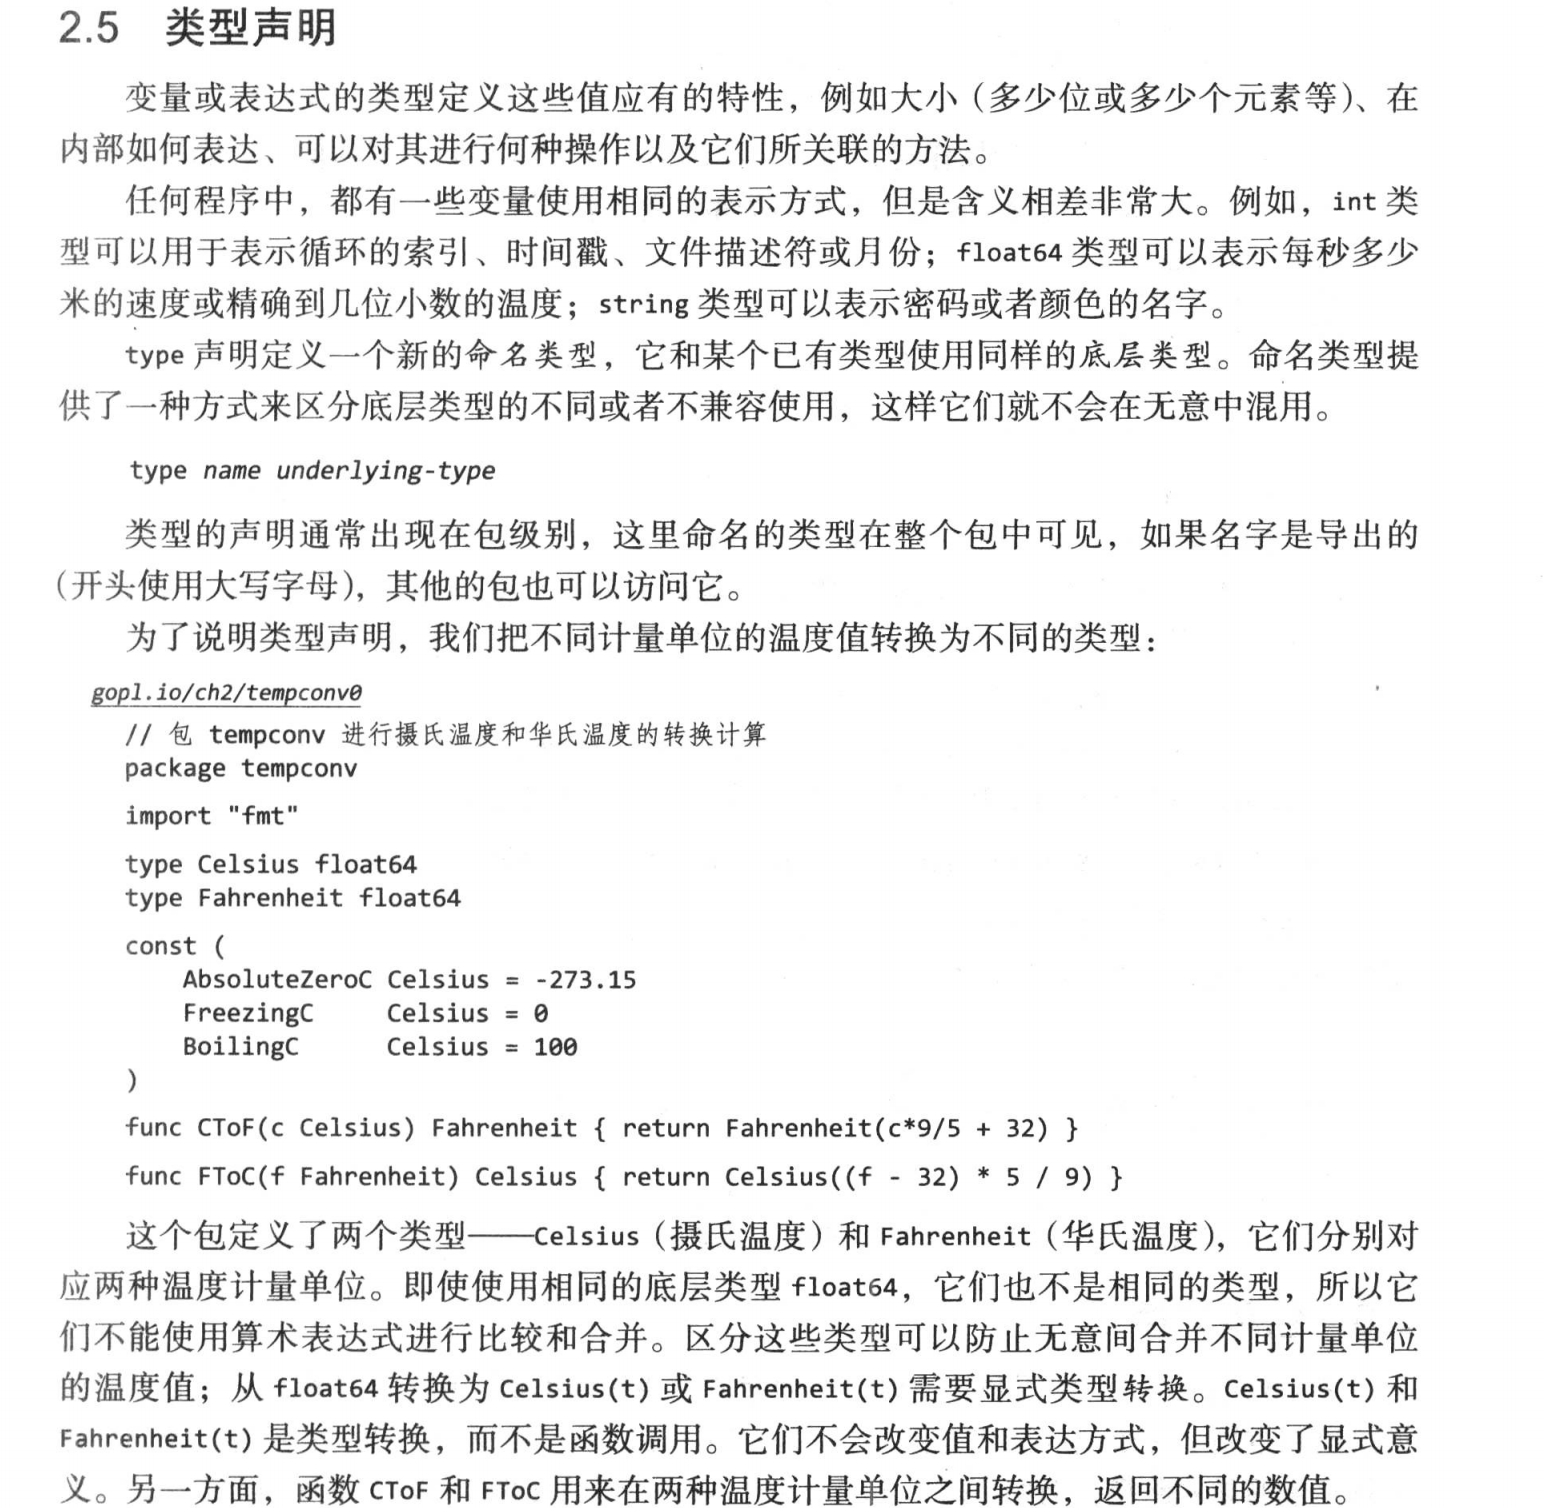 2.5 类型声明
变量或表达式的类型定义这些值应有的特性，例如大小（多少位或多少个元素等）、在
内部如何表达、可以对其进行何种操作以及它们所关联的方法。
任何程序中，都有一些变量使用相同的表示方式，但是含义相差非常大。例如，int 类
型可以用于表示循环的索引、时间戳、文件描述符或月份；float64 类型可以表示每秒多少
米的速度或精确到几位小数的温度；string 类型可以表示密码或者颜色的名字。
type 声明定义一个新的命名类型，它和某个已有类型使用同样的底层类型。命名类型提
供了一种方式来区分底层类型的不同或者不兼容使用，这样它们就不会在无意中混用。
type name underlying-type
类型的声明通常出现在包级别，这里命名的类型在整个包中可见，如果名字是导出的
（开头使用大写字母），其他的包也可以访问它。
为了说明类型声明，我们把不同计量单位的温度值转换为不同的类型：
gopl.io/ch2/tempconv0
// 包 tempconv 进行摄氏温度和华氏温度的转换计算
package tempconv
import "fmt"
type Celsius float64
type Fahrenheit float64
const (
    AbsoluteZeroC Celsius = -273.15
    FreezingC     Celsius = 0
    BoilingC      Celsius = 100
)
func CToF(c Celsius) Fahrenheit { return Fahrenheit(c*9/5 + 32) }
func FToC(f Fahrenheit) Celsius { return Celsius((f - 32) * 5 / 9) }
这个包定义了两个类型——Celsius（摄氏温度）和 Fahrenheit（华氏温度），它们分别对
应两种温度计量单位。即使使用相同的底层类型 float64，它们也不是相同的类型，所以它
们不能使用算术表达式进行比较和合并。区分这些类型可以防止无意间合并不同计量单位
的温度值；从 float64 转换为 Celsius(t) 或 Fahrenheit(t) 需要显式类型转换。Celsius(t) 和
Fahrenheit(t) 是类型转换，而不是函数调用。它们不会改变值和表达方式，但改变了显式意
义。另一方面，函数 CToF 和 FToC 用来在两种温度计量单位之间转换，返回不同的数值。